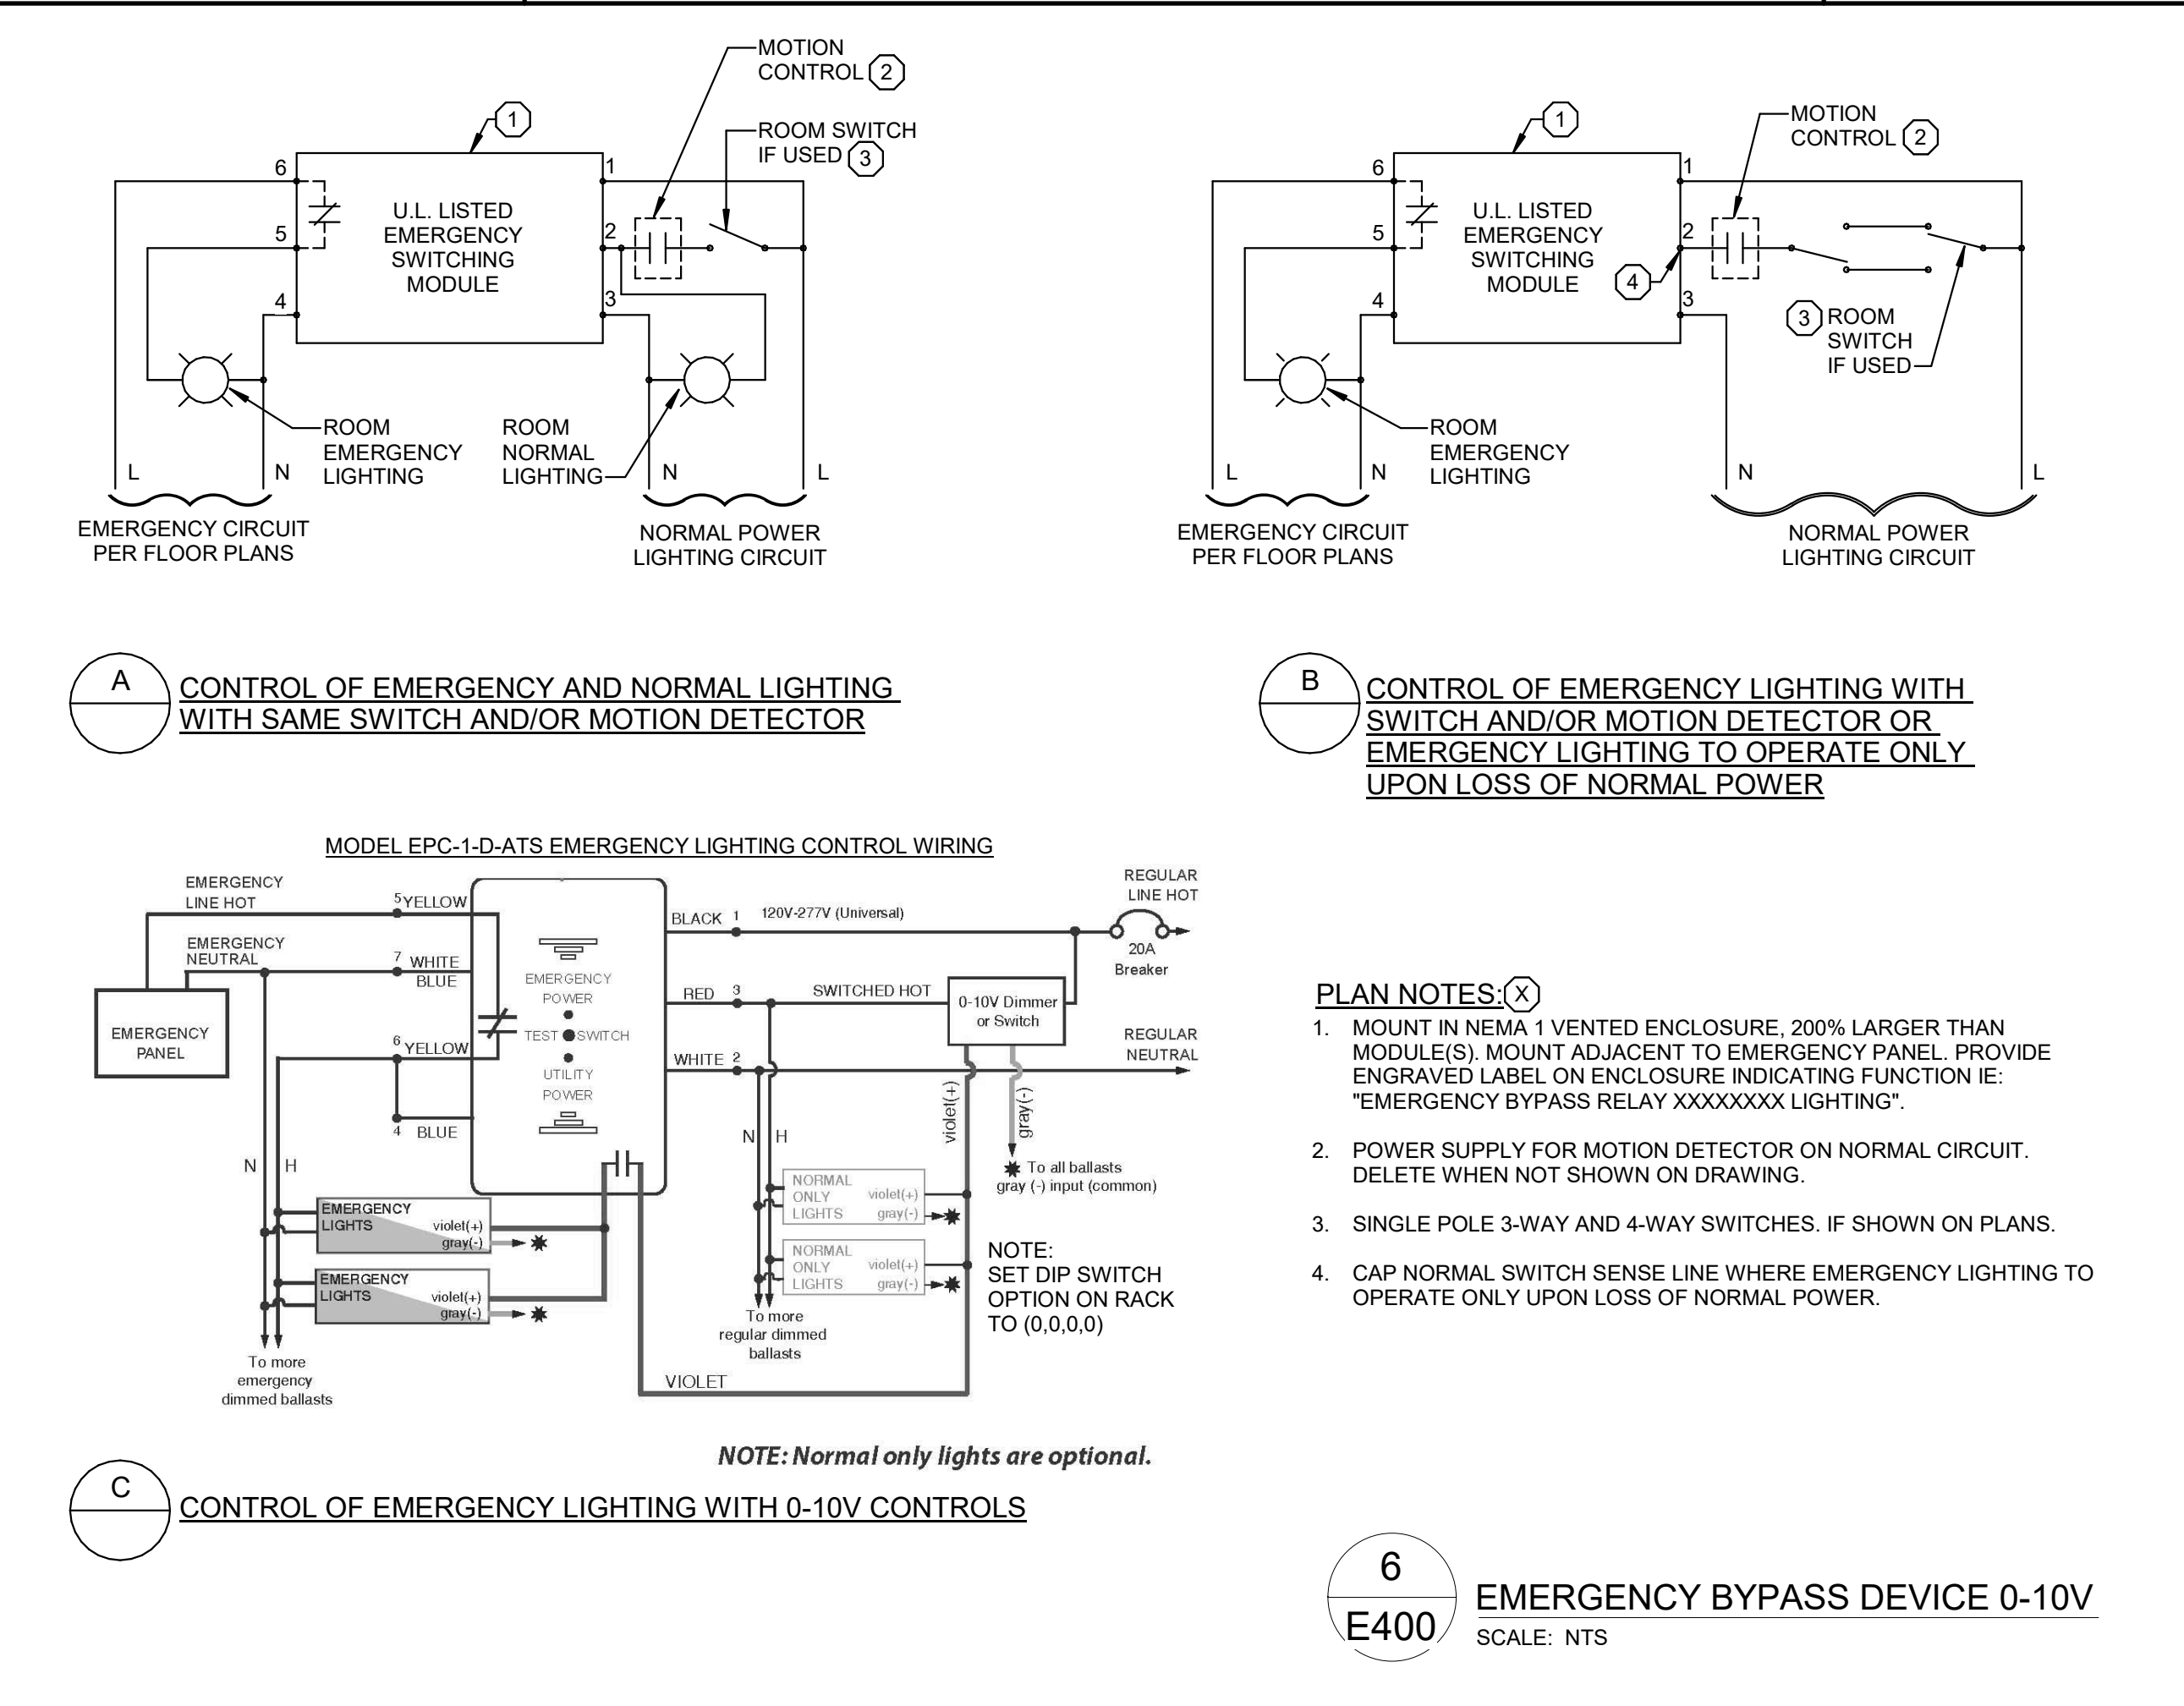 MOTION
CONTROL 2
1
ROOM SWITCH
IF USED 3
6
1
U.L. LISTED
EMERGENCY
SWITCHING
MODULE
5
2
4
3
ROOM
EMERGENCY
LIGHTING
ROOM
NORMAL
LIGHTING
L
N
N
L
EMERGENCY CIRCUIT
PER FLOOR PLANS
NORMAL POWER
LIGHTING CIRCUIT
1
MOTION
CONTROL 2
6
1
U.L. LISTED
EMERGENCY
SWITCHING
MODULE
5
2
4
4
3
3 ROOM
SWITCH
IF USED
ROOM
EMERGENCY
LIGHTING
L
N
N
L
EMERGENCY CIRCUIT
PER FLOOR PLANS
NORMAL POWER
LIGHTING CIRCUIT
A
CONTROL OF EMERGENCY AND NORMAL LIGHTING
WITH SAME SWITCH AND/OR MOTION DETECTOR
B
CONTROL OF EMERGENCY LIGHTING WITH
SWITCH AND/OR MOTION DETECTOR OR
EMERGENCY LIGHTING TO OPERATE ONLY
UPON LOSS OF NORMAL POWER
MODEL EPC-1-D-ATS EMERGENCY LIGHTING CONTROL WIRING
EMERGENCY
LINE HOT
5 YELLOW
EMERGENCY
NEUTRAL
7 WHITE
BLUE
EMERGENCY
PANEL
6 YELLOW
4 BLUE
EMERGENCY
POWER
TEST SWITCH
UTILITY
POWER
BLACK 1
120V-277V (Universal)
REGULAR
LINE HOT
20A
Breaker
RED 3
SWITCHED HOT
0-10V Dimmer
or Switch
WHITE 2
REGULAR
NEUTRAL
violet(+)
gray(-)
N H
N H
To all ballasts
gray (-) input (common)
EMERGENCY
LIGHTS
violet(+)
gray(-)
EMERGENCY
LIGHTS
violet(+)
gray(-)
NORMAL
ONLY
LIGHTS
violet(+)
gray(-)
NORMAL
ONLY
LIGHTS
violet(+)
gray(-)
NOTE:
SET DIP SWITCH
OPTION ON RACK
TO (0,0,0,0)
To more
regular dimmed
ballasts
To more
emergency
dimmed ballasts
VIOLET
NOTE: Normal only lights are optional.
C
CONTROL OF EMERGENCY LIGHTING WITH 0-10V CONTROLS
PLAN NOTES: X
1. MOUNT IN NEMA 1 VENTED ENCLOSURE, 200% LARGER THAN
MODULE(S). MOUNT ADJACENT TO EMERGENCY PANEL. PROVIDE
ENGRAVED LABEL ON ENCLOSURE INDICATING FUNCTION IE:
"EMERGENCY BYPASS RELAY XXXXXXXX LIGHTING".
2. POWER SUPPLY FOR MOTION DETECTOR ON NORMAL CIRCUIT.
DELETE WHEN NOT SHOWN ON DRAWING.
3. SINGLE POLE 3-WAY AND 4-WAY SWITCHES. IF SHOWN ON PLANS.
4. CAP NORMAL SWITCH SENSE LINE WHERE EMERGENCY LIGHTING TO
OPERATE ONLY UPON LOSS OF NORMAL POWER.
6
E400
EMERGENCY BYPASS DEVICE 0-10V
SCALE: NTS